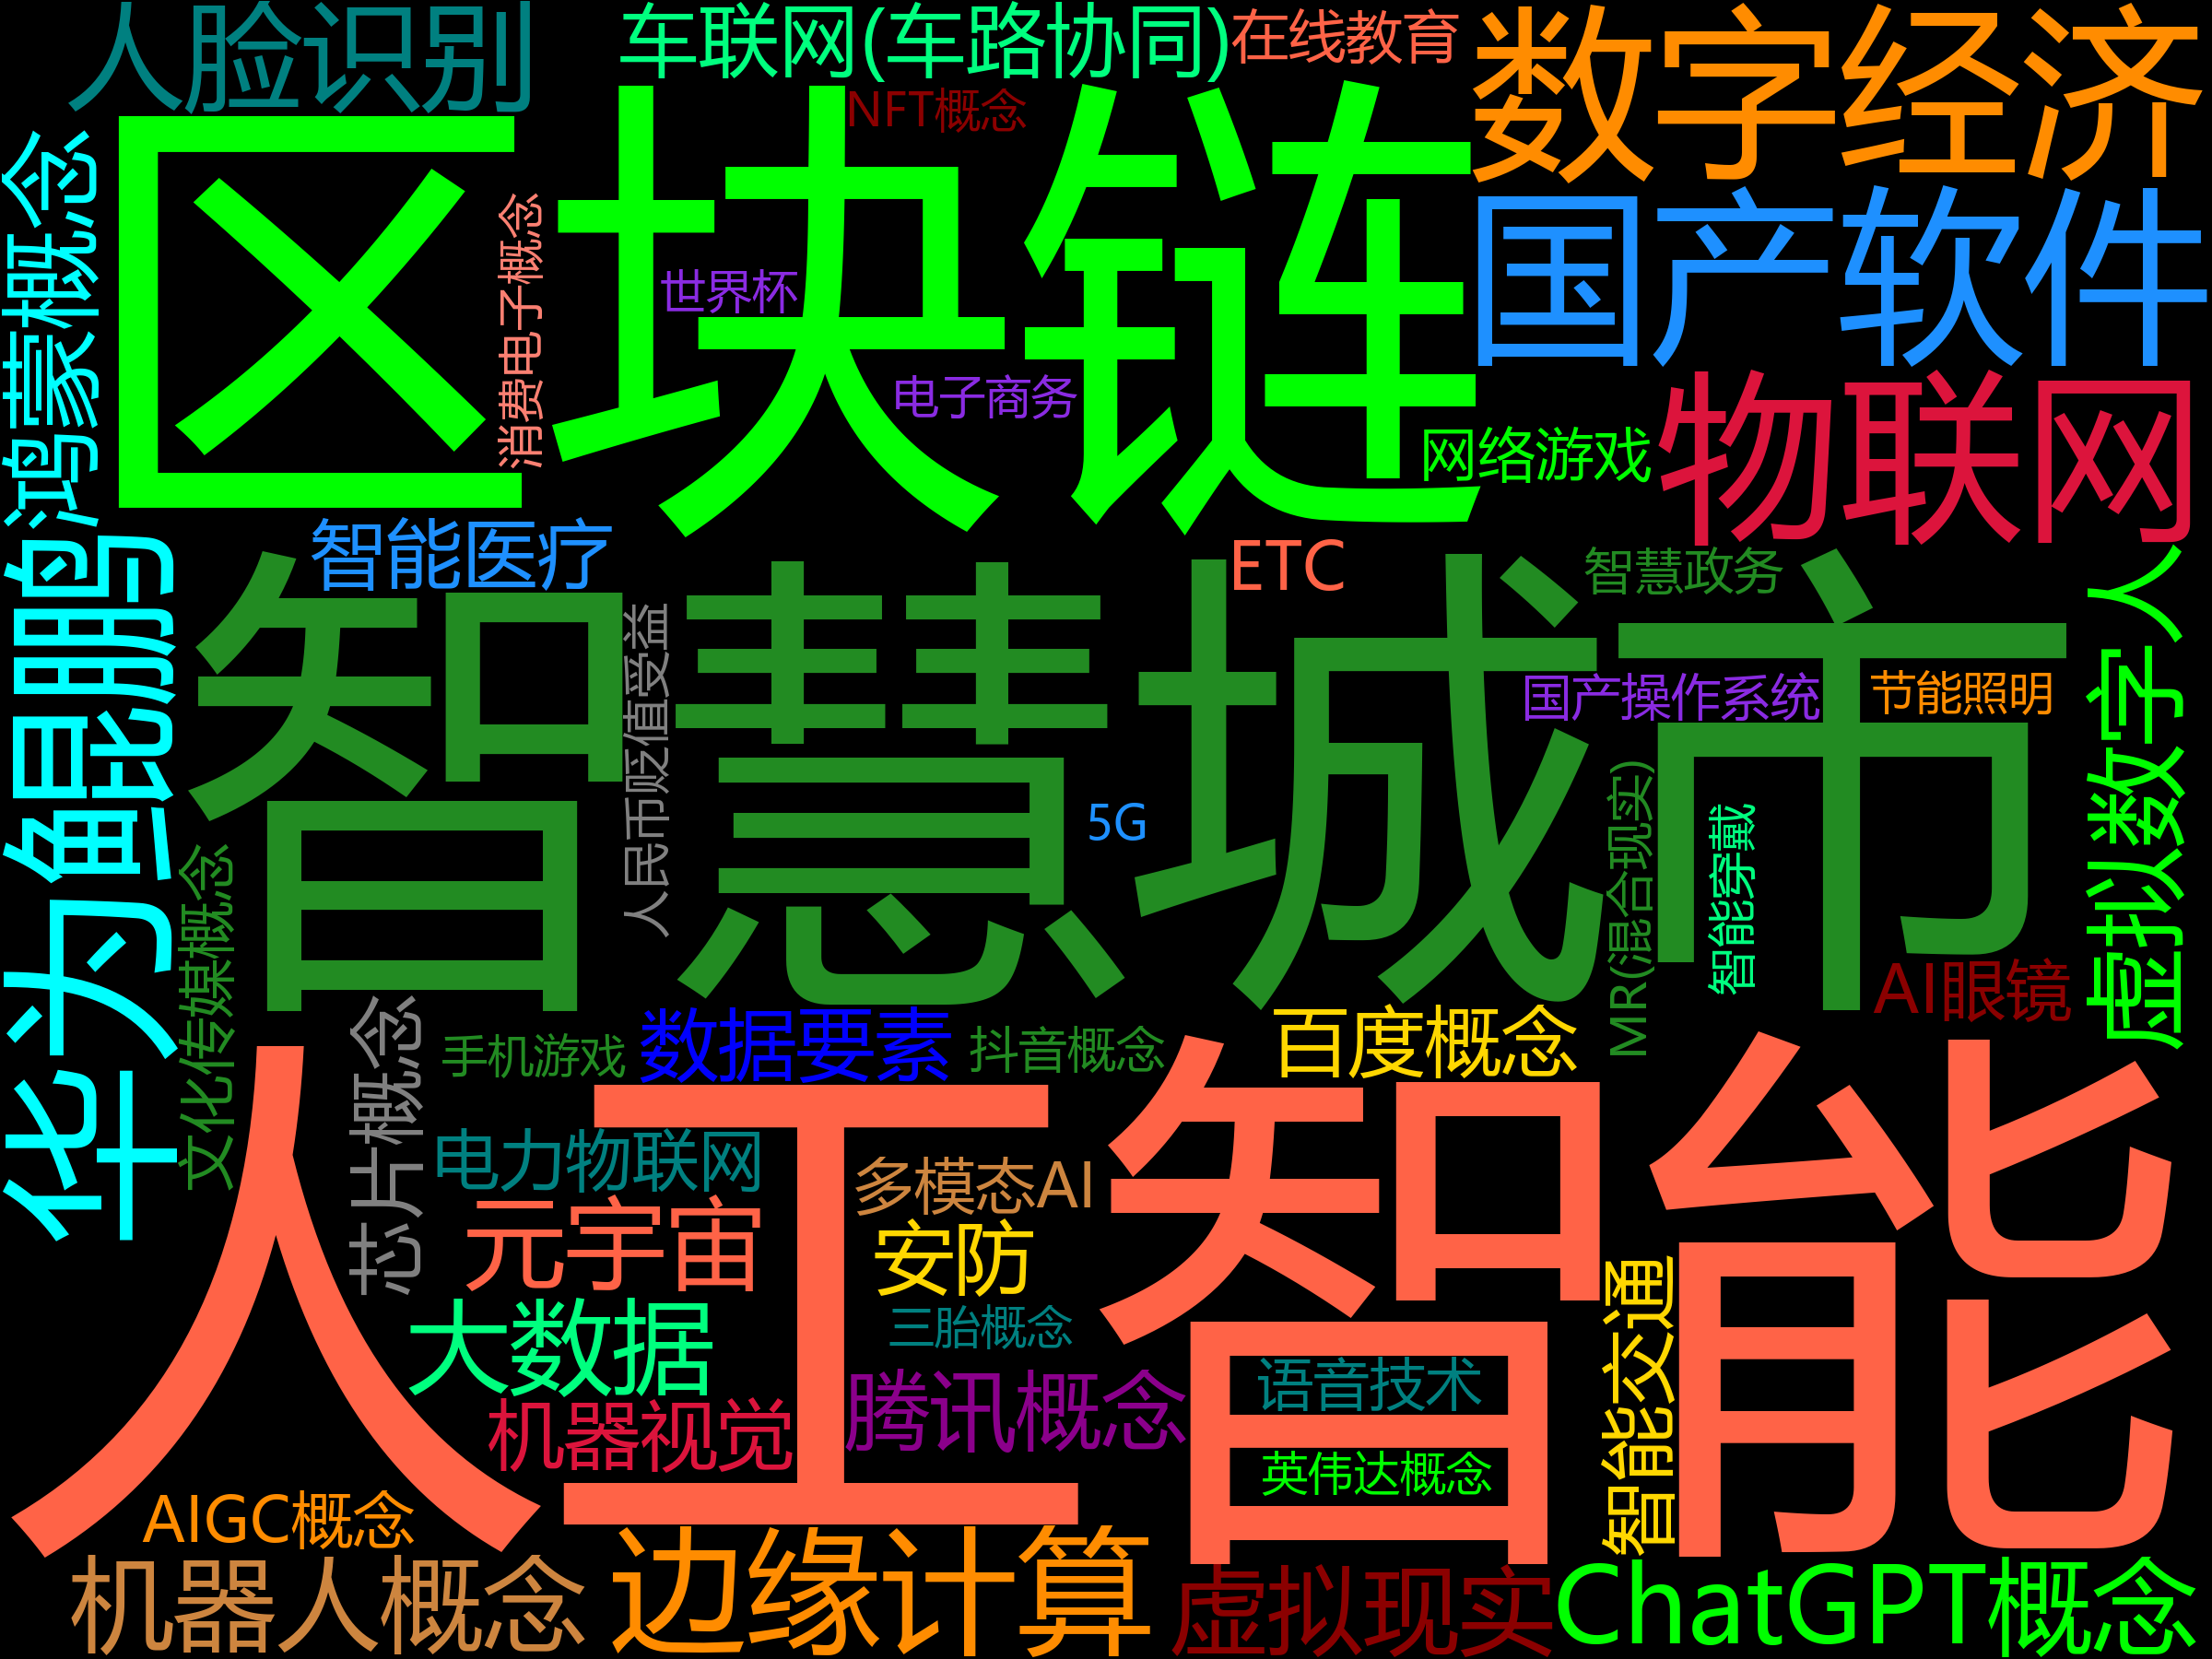 人脸识别
车联网(车路协同)
在线教育
数字经济
NFT概念
区块链
鸿蒙概念
消费电子概念
世界杯
电子商务
国产软件
物联网
网络游戏
智能医疗
ETC
智慧政务
华为鲲鹏
智慧城市
人民币贬值受益
国产操作系统
节能照明
虚拟数字人
5G
MR(混合现实)
智能穿戴
AI眼镜
文化传媒概念
芯片概念
手机游戏
数据要素
抖音概念
百度概念
人工智能
电力物联网
多模态AI
元宇宙
安防
大数据
三胎概念
机器视觉
腾讯概念
语音技术
英伟达概念
智能交通
AIGC概念
机器人概念
边缘计算
虚拟现实
ChatGPT概念